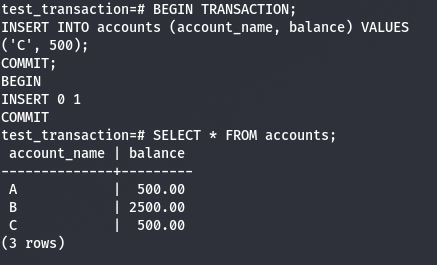 test_transaction=# BEGIN TRANSACTION;
INSERT INTO accounts (account_name, balance) VALUES
('C', 500);
COMMIT;
BEGIN
INSERT 0 1
COMMIT
test_transaction=# SELECT * FROM accounts;
 account_name | balance
--------------+---------
 A            |  500.00
 B            | 2500.00
 C            |  500.00
(3 rows)